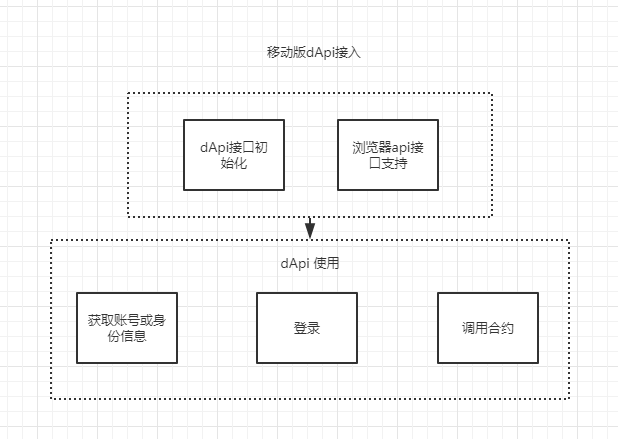 移动版dApi接入
dApi接口初
始化
浏览器api接
口支持
dApi 使用
获取账号或身
份信息
登录
调用合约